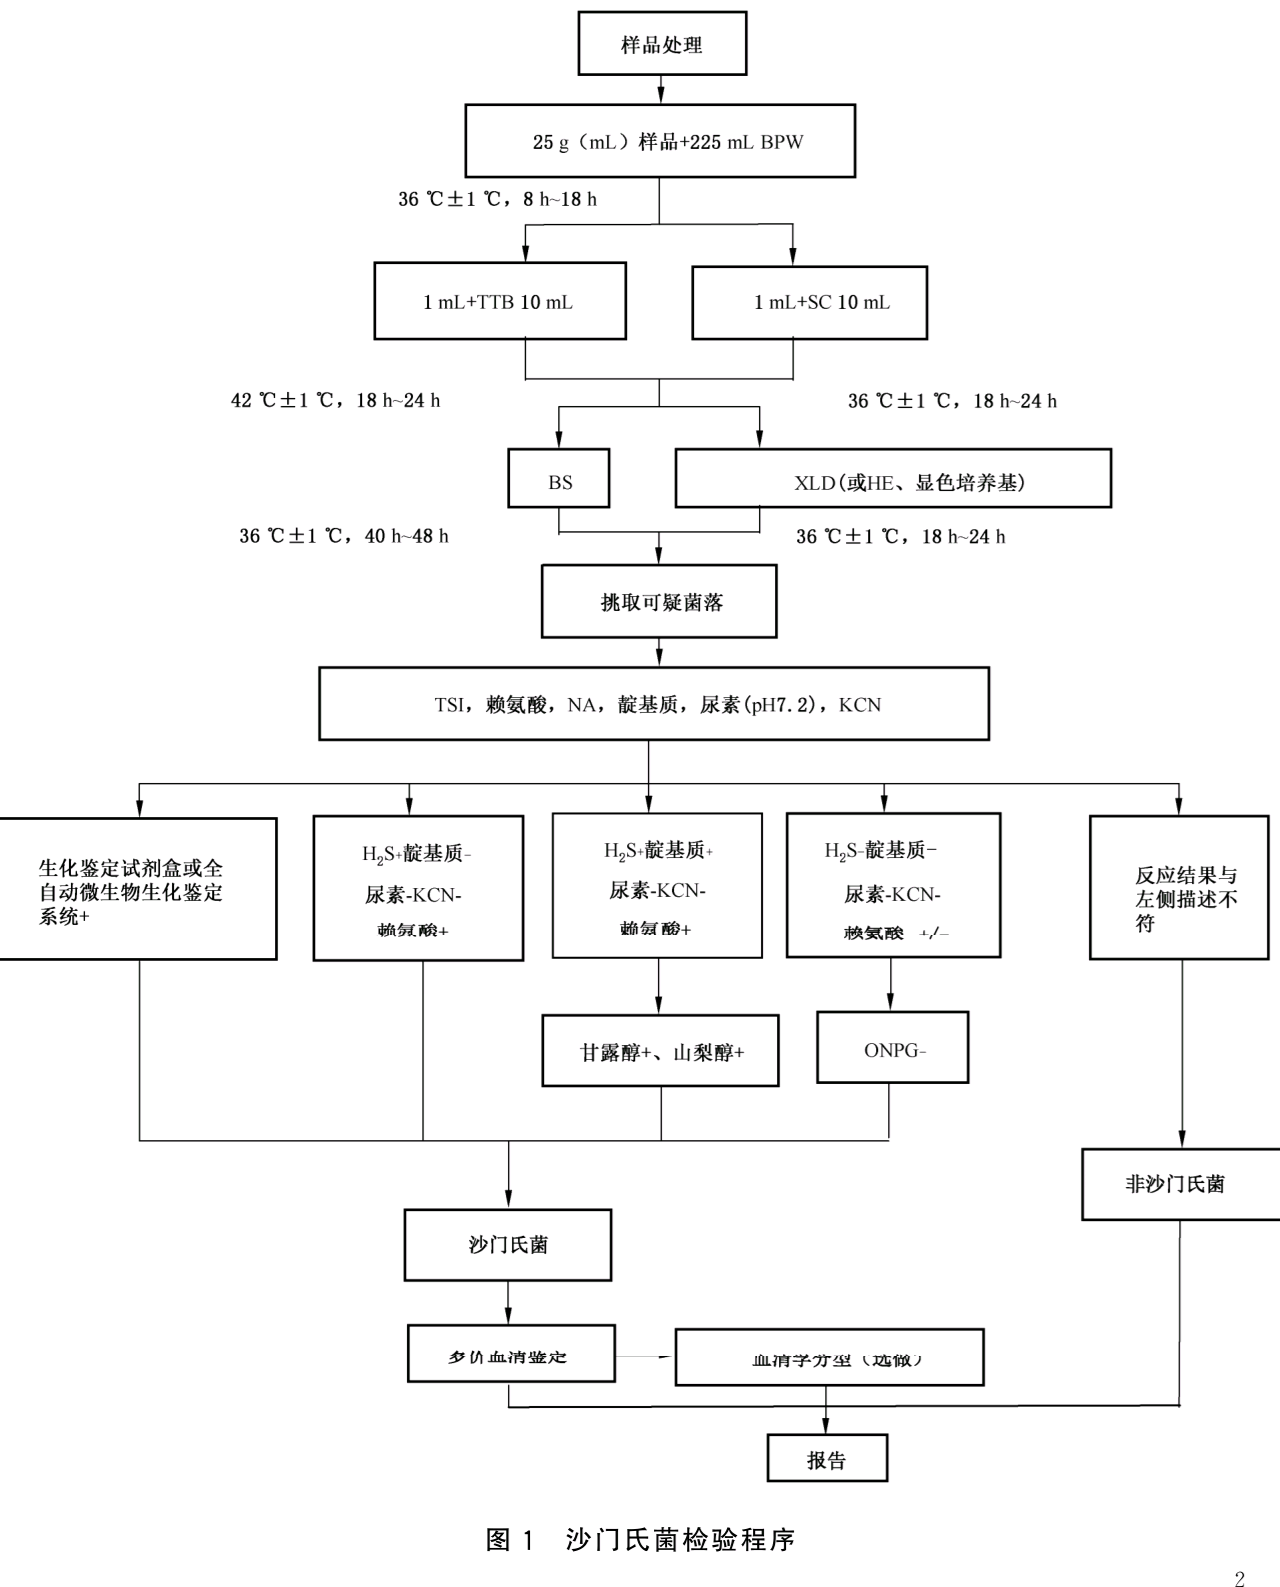 样品处理
25 g（mL）样品+225 mL BPW
36 ℃±1 ℃，8 h~18 h
1 mL+TTB 10 mL
1 mL+SC 10 mL
42 ℃±1 ℃，18 h~24 h
36 ℃±1 ℃，18 h~24 h
BS
XLD(或HE、显色培养基)
36 ℃±1 ℃，40 h~48 h
36 ℃±1 ℃，18 h~24 h
挑取可疑菌落
TSI，赖氨酸，NA，靛基质，尿素(pH7.2)，KCN
生化鉴定试剂盒或全
自动微生物生化鉴定
系统+
H₂S+靛基质-
尿素-KCN-
赖氨酸+
H₂S+靛基质+
尿素-KCN-
赖氨酸+
H₂S-靛基质-
尿素-KCN-
赖氨酸 +/-
反应结果与
左侧描述不
符
甘露醇+、山梨醇+
ONPG-
非沙门氏菌
沙门氏菌
多价血清鉴定
血清学分型（选做）
报告
图 1 沙门氏菌检验程序
2